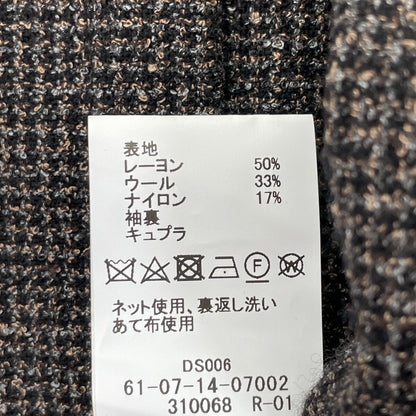 表地
レーヨン 50%
ウール 33%
ナイロン 17%
袖裏
キュプラ
F W
ネット使用、裏返し洗い
あて布使用
DS006
61-07-14-07002
310068 R-01